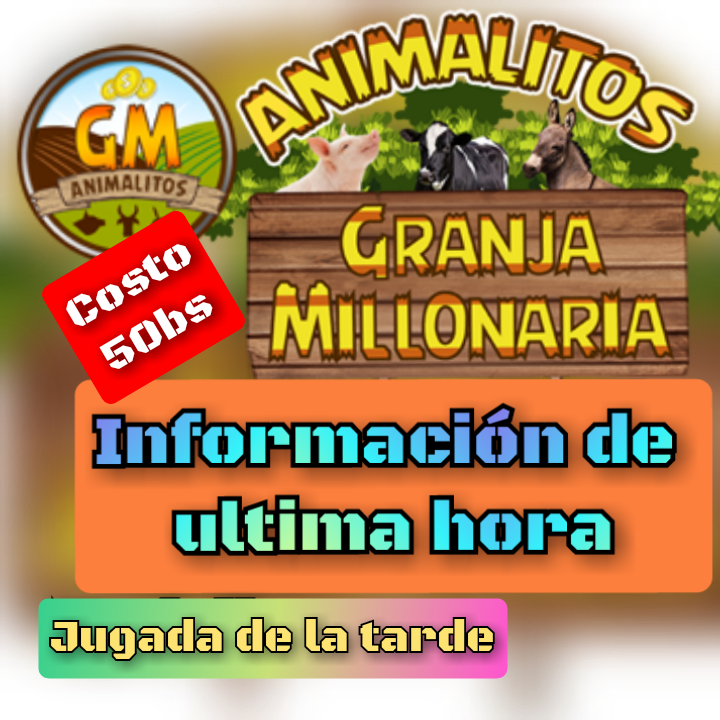 GM
ANIMALITOS
ANIMALITOS
GRANJA
MILLONARIA
Costo
50bs
Información de
ultima hora
Jugada de la tarde